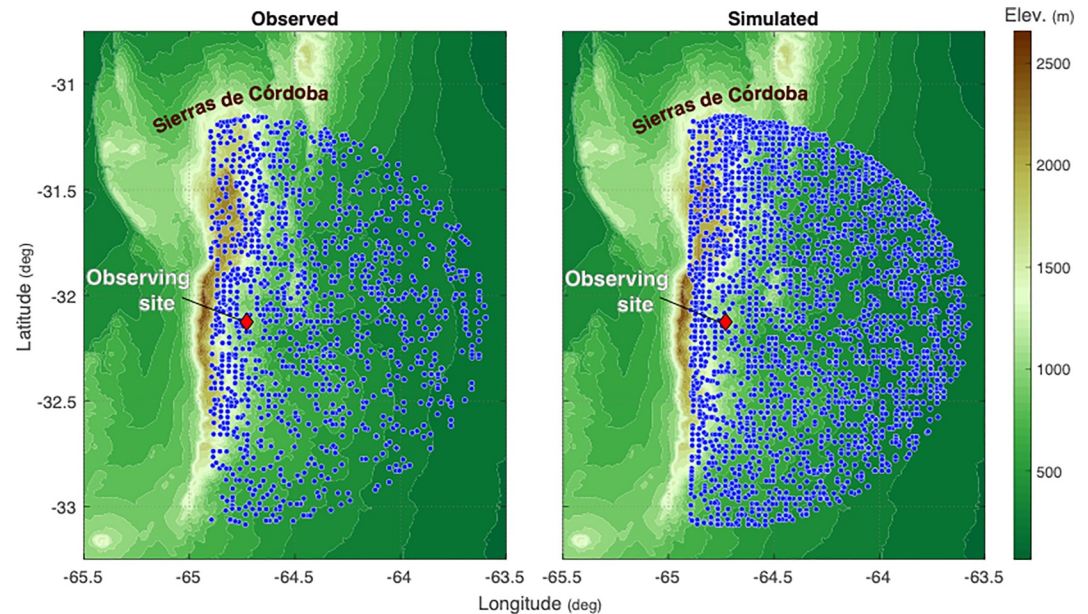 Observed
Simulated
Elev. (m)
-31
-31.5
-32
-32.5
-33
Latitude (deg)
Sierras de Córdoba
Observing
site
-65.5
-65
-64.5
-64
-63.5
Sierras de Córdoba
Observing
site
-65.5
-65
-64.5
-64
-63.5
Longitude (deg)
2500
2000
1500
1000
500